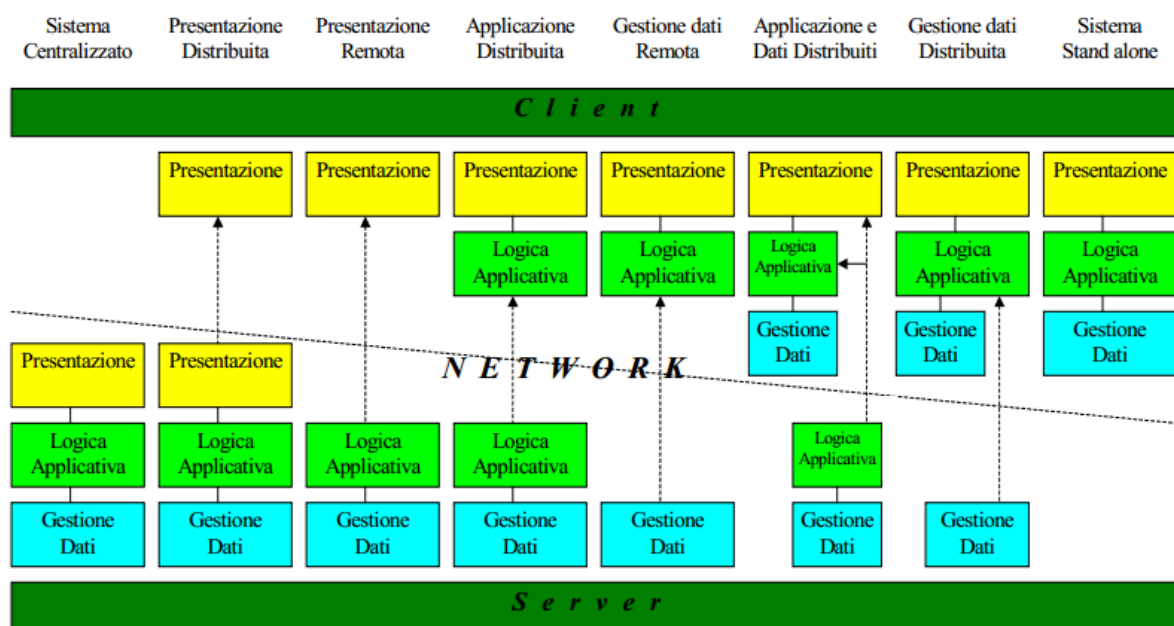 Sistema
Centralizzato
Presentazione
Distribuita
Presentazione
Remota
Applicazione
Distribuita
Gestione dati
Remota
Applicazione e
Dati Distribuiti
Gestione dati
Distribuita
Sistema
Stand alone
Client
Presentazione
Presentazione
Presentazione
Presentazione
Presentazione
Presentazione
Presentazione
Logica
Applicativa
Logica
Applicativa
Logica
Applicativa
Logica
Applicativa
Logica
Applicativa
Gestione
Dati
Gestione
Dati
Gestione
Dati
Presentazione
Presentazione
NETWORK
Logica
Applicativa
Logica
Applicativa
Logica
Applicativa
Logica
Applicativa
Logica
Applicativa
Gestione
Dati
Gestione
Dati
Gestione
Dati
Gestione
Dati
Gestione
Dati
Gestione
Dati
Gestione
Dati
Server